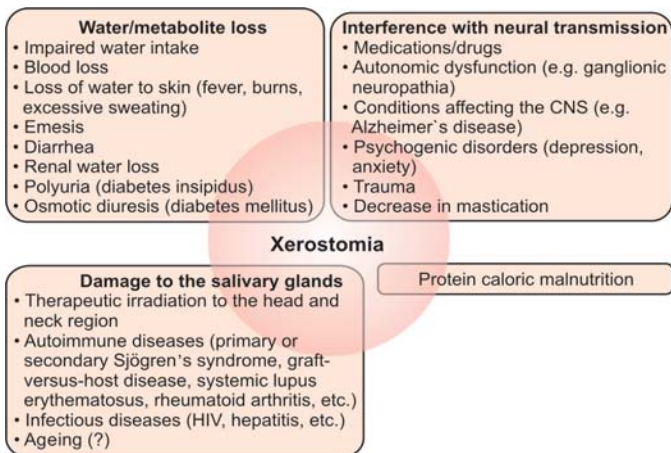 Water/metabolite loss
• Impaired water intake
• Blood loss
• Loss of water to skin (fever, burns,
excessive sweating)
• Emesis
• Diarrhea
• Renal water loss
• Polyuria (diabetes insipidus)
• Osmotic diuresis (diabetes mellitus)
Interference with neural transmission
• Medications/drugs
• Autonomic dysfunction (e.g. ganglionic
neuropathia)
• Conditions affecting the CNS (e.g.
Alzheimer`s disease)
• Psychogenic disorders (depression,
anxiety)
• Trauma
• Decrease in mastication
Xerostomia
Damage to the salivary glands
• Therapeutic irradiation to the head and
neck region
• Autoimmune diseases (primary or
secondary Sjögren's syndrome, graft-
versus-host disease, systemic lupus
erythematosus, rheumatoid arthritis, etc.)
• Infectious diseases (HIV, hepatitis, etc.)
• Ageing (?)
Protein caloric malnutrition